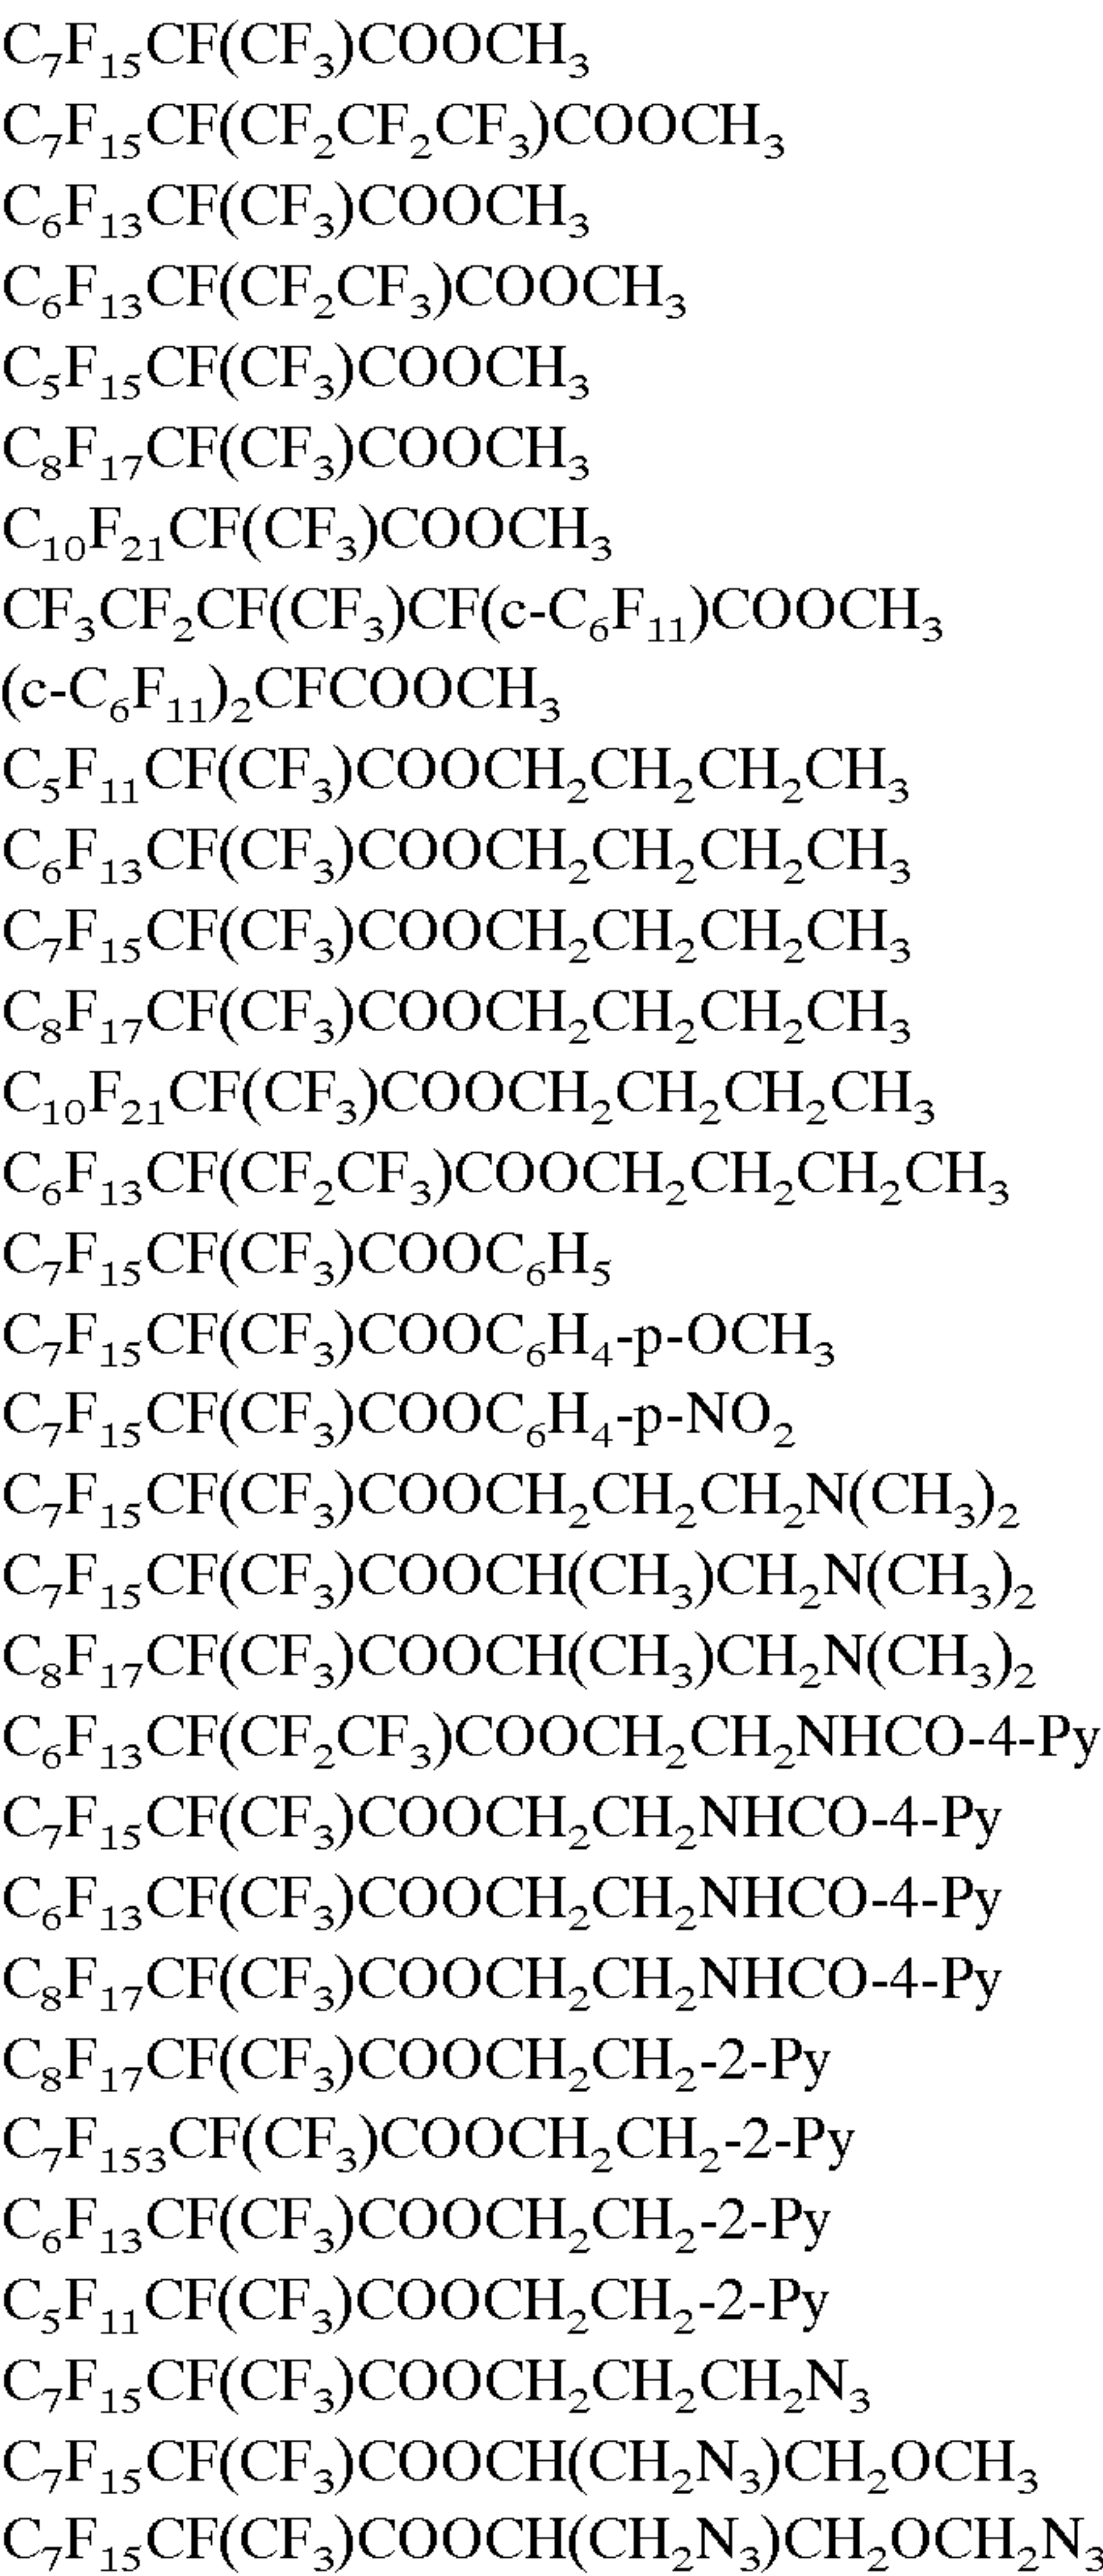 C₇F₁₅CF(CF₃)COOCH₃
C₇F₁₅CF(CF₂CF₂CF₃)COOCH₃
C₆F₁₃CF(CF₃)COOCH₃
C₆F₁₃CF(CF₂CF₃)COOCH₃
C₅F₁₅CF(CF₃)COOCH₃
C₈F₁₇CF(CF₃)COOCH₃
C₁₀F₂₁CF(CF₃)COOCH₃
CF₃CF₂CF(CF₃)CF(c-C₆F₁₁)COOCH₃
(c-C₆F₁₁)₂CFCOOCH₃
C₅F₁₁CF(CF₃)COOCH₂CH₂CH₂CH₃
C₆F₁₃CF(CF₃)COOCH₂CH₂CH₂CH₃
C₇F₁₅CF(CF₃)COOCH₂CH₂CH₂CH₃
C₈F₁₇CF(CF₃)COOCH₂CH₂CH₂CH₃
C₁₀F₂₁CF(CF₃)COOCH₂CH₂CH₂CH₃
C₆F₁₃CF(CF₂CF₃)COOCH₂CH₂CH₂CH₃
C₇F₁₅CF(CF₃)COOC₆H₅
C₇F₁₅CF(CF₃)COOC₆H₄-p-OCH₃
C₇F₁₅CF(CF₃)COOC₆H₄-p-NO₂
C₇F₁₅CF(CF₃)COOCH₂CH₂CH₂N(CH₃)₂
C₇F₁₅CF(CF₃)COOCH(CH₃)CH₂N(CH₃)₂
C₈F₁₇CF(CF₃)COOCH(CH₃)CH₂N(CH₃)₂
C₆F₁₃CF(CF₂CF₃)COOCH₂CH₂NHCO-4-Py
C₇F₁₅CF(CF₃)COOCH₂CH₂NHCO-4-Py
C₆F₁₃CF(CF₃)COOCH₂CH₂NHCO-4-Py
C₈F₁₇CF(CF₃)COOCH₂CH₂NHCO-4-Py
C₈F₁₇CF(CF₃)COOCH₂CH₂-2-Py
C₇F₁₅₃CF(CF₃)COOCH₂CH₂-2-Py
C₆F₁₃CF(CF₃)COOCH₂CH₂-2-Py
C₅F₁₁CF(CF₃)COOCH₂CH₂-2-Py
C₇F₁₅CF(CF₃)COOCH₂CH₂CH₂N₃
C₇F₁₅CF(CF₃)COOCH(CH₂N₃)CH₂OCH₃
C₇F₁₅CF(CF₃)COOCH(CH₂N₃)CH₂OCH₂N₃